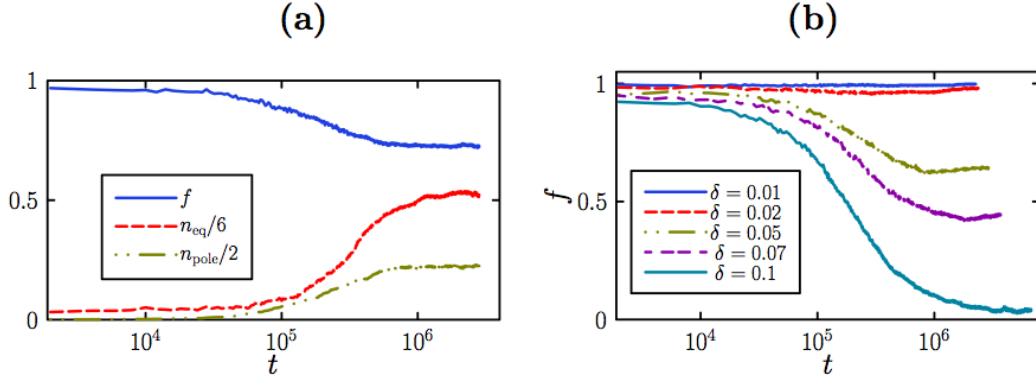 (a)
1
0.5
0
f
n_eq/6
n_pole/2
10^4
10^5
10^6
t
(b)
1
0.5
0
f
δ = 0.01
δ = 0.02
δ = 0.05
δ = 0.07
δ = 0.1
10^4
10^5
10^6
t